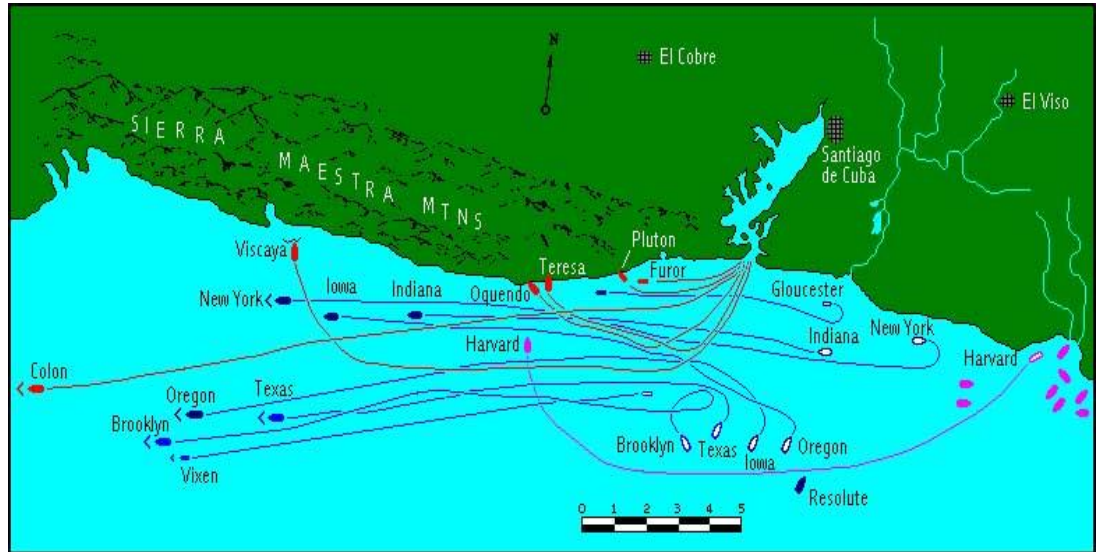 N
El Cobre
El Viso
SIERRA MAESTRA MTNS
Santiago
de Cuba
Viscaya
Pluton
Teresa
Furor
New York
Iowa
Indiana
Oquendo
Gloucester
Indiana
New York
Harvard
Harvard
Colon
Oregon
Texas
Brooklyn
Vixen
Brooklyn
Texas
Iowa
Oregon
Resolute
0 1 2 3 4 5